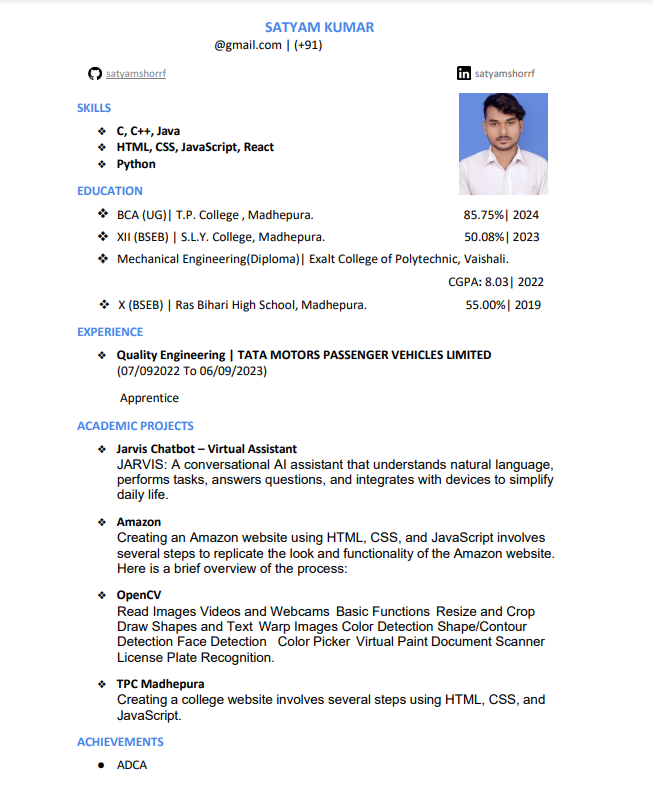 SATYAM KUMAR
@gmail.com | (+91)
satyamshorrf
satyamshorrf
SKILLS
❖ C, C++, Java
❖ HTML, CSS, JavaScript, React
❖ Python
EDUCATION
❖ BCA (UG)| T.P. College , Madhepura. 85.75%| 2024
❖ XII (BSEB) | S.L.Y. College, Madhepura. 50.08%| 2023
❖ Mechanical Engineering(Diploma)| Exalt College of Polytechnic, Vaishali.
CGPA: 8.03| 2022
❖ X (BSEB) | Ras Bihari High School, Madhepura. 55.00%| 2019
EXPERIENCE
❖ Quality Engineering | TATA MOTORS PASSENGER VEHICLES LIMITED
(07/092022 To 06/09/2023)
Apprentice
ACADEMIC PROJECTS
❖ Jarvis Chatbot – Virtual Assistant
JARVIS: A conversational AI assistant that understands natural language,
performs tasks, answers questions, and integrates with devices to simplify
daily life.
❖ Amazon
Creating an Amazon website using HTML, CSS, and JavaScript involves
several steps to replicate the look and functionality of the Amazon website.
Here is a brief overview of the process:
❖ OpenCV
Read Images Videos and Webcams Basic Functions Resize and Crop
Draw Shapes and Text Warp Images Color Detection Shape/Contour
Detection Face Detection Color Picker Virtual Paint Document Scanner
License Plate Recognition.
❖ TPC Madhepura
Creating a college website involves several steps using HTML, CSS, and
JavaScript.
ACHIEVEMENTS
● ADCA